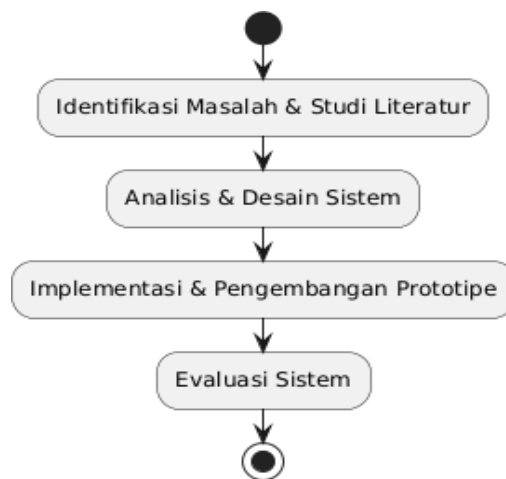 Identifikasi Masalah & Studi Literatur
Analisis & Desain Sistem
Implementasi & Pengembangan Prototipe
Evaluasi Sistem